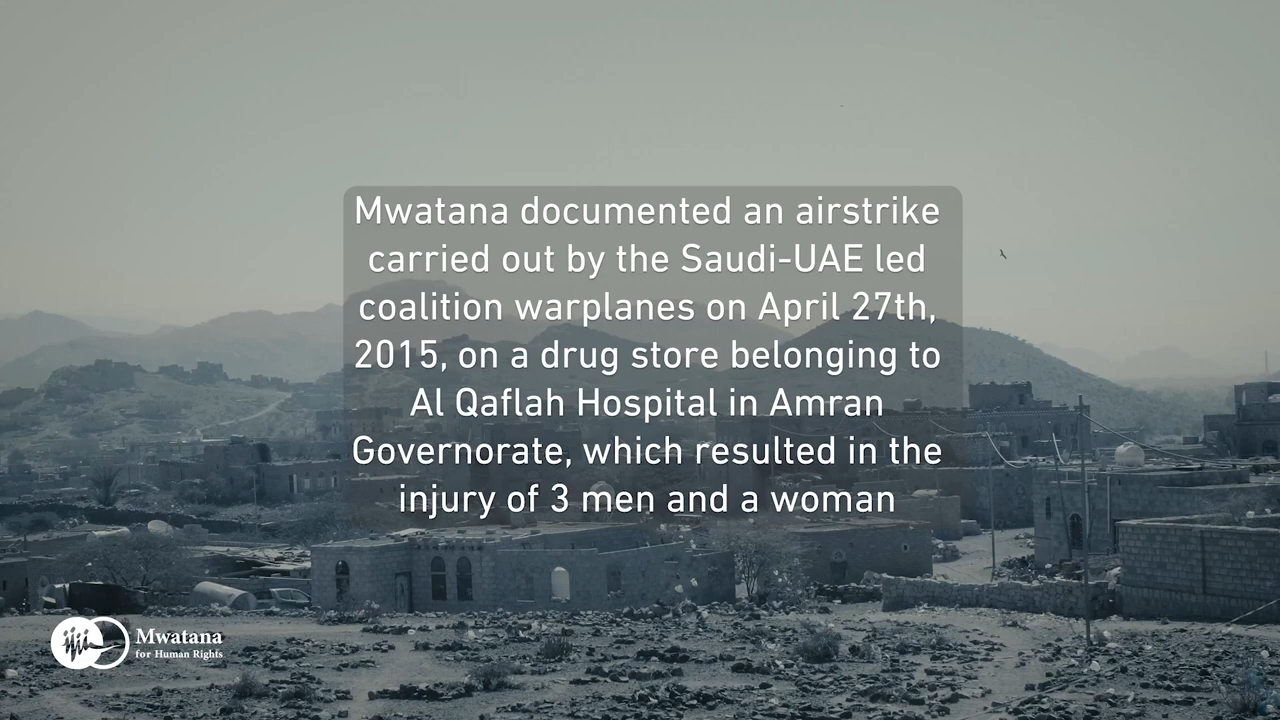 Mwatana documented an airstrike
carried out by the Saudi-UAE led
coalition warplanes on April 27th,
2015, on a drug store belonging to
Al Qaflah Hospital in Amran
Governorate, which resulted in the
injury of 3 men and a woman
Mwatana
for Human Rights